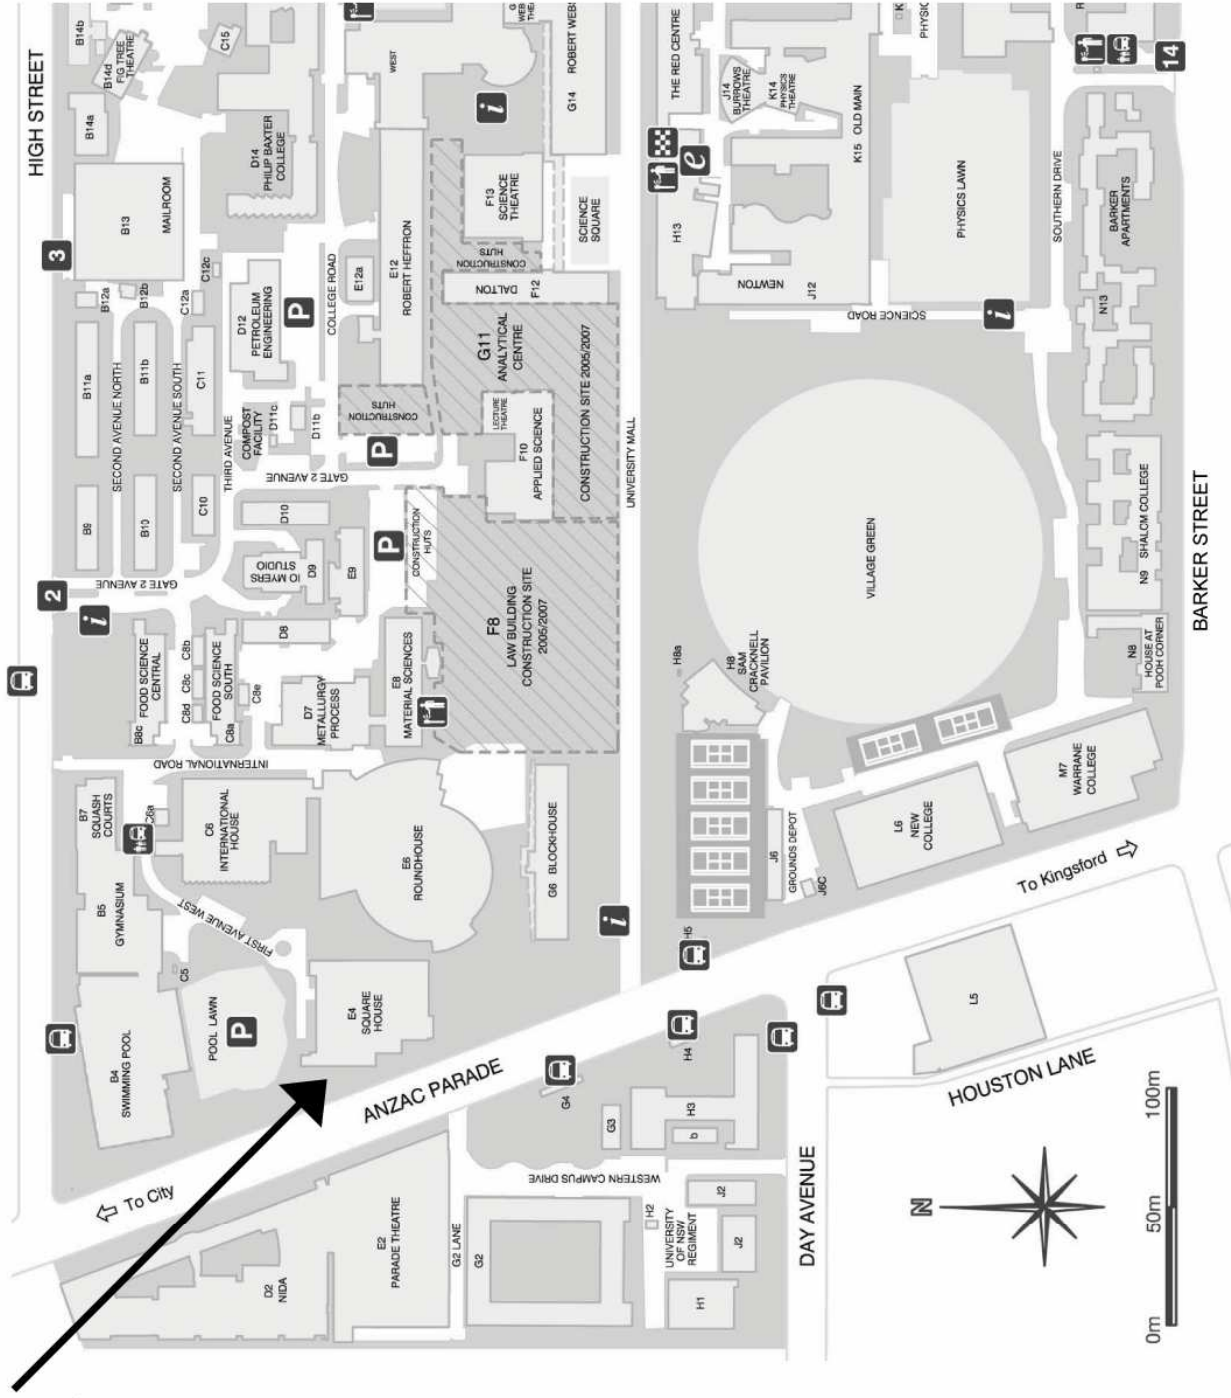 HIGH STREET
B14b
B14d
FIG TREE
THEATRE
C15
B14a
D14
PHILIP BAXTER
COLLEGE
WEST
ROBERT WEBS
G14
THE RED CENTRE
J14
BURROWS
THEATRE
K14
PHYSICS
THEATRE
K15 OLD MAIN
14
i
B13
MAILROOM
3
B12a
B12b
C12c
C12a
D12
PETROLEUM
ENGINEERING
P
COLLEGE ROAD
E12a
E12
ROBERT HEFFRON
F13
SCIENCE
THEATRE
CONSTRUCTION
HUTS
SCIENCE
SQUARE
DALTON
F12
e
H13
NEWTON
J12
PHYSICS LAWN
SOUTHERN DRIVE
BARKER
APARTMENTS
SCIENCE ROAD
i
N13
B11a
SECOND AVENUE NORTH
B11b
SECOND AVENUE SOUTH
C11
THIRD AVENUE
COMPOST
FACILITY
D11c
D11b
CONSTRUCTION
HUTS
P
G11
ANALYTICAL
CENTRE
LECTURE
THEATRE
F10
APPLIED SCIENCE
CONSTRUCTION SITE 2005/2007
UNIVERSITY MALL
GATE 2 AVENUE
B9
B10
C10
D10
GATE 2 AVENUE
2
i
IO MYERS
STUDIO
D9
E9
P
CONSTRUCTION
HUTS
F8
LAW BUILDING
CONSTRUCTION SITE
2005/2007
VILLAGE GREEN
N9 SHALOM COLLEGE
BARKER STREET
N8
HOUSE AT
POOH CORNER
FOOD SCIENCE
CENTRAL
B8c
C8b
C8c
C8d
FOOD SCIENCE
SOUTH
C8a
C8e
D8
D7
METALLURGY
PROCESS
E8
MATERIAL SCIENCES
H8a
H8
SAM
CRACKNELL
PAVILION
INTERNATIONAL ROAD
B7
SQUASH
COURTS
C6a
C6
INTERNATIONAL
HOUSE
E6
ROUNDHOUSE
G6 BLOCKHOUSE
J6
GROUNDS DEPOT
J6C
L6
NEW
COLLEGE
M7
WARRANE
COLLEGE
To Kingsford
B5
GYMNASIUM
FIRST AVENUE WEST
C5
i
H5
B4
SWIMMING POOL
POOL LAWN
P
E4
SQUARE
HOUSE
ANZAC PARADE
G4
H4
L5
HOUSTON LANE
G3
H3
b
To City
WESTERN CAMPUS DRIVE
DAY AVENUE
D2
NIDA
E2
PARADE THEATRE
G2 LANE
G2
H2
UNIVERSITY
OF NSW
REGIMENT
J2
J2
H1
N
0m
50m
100m